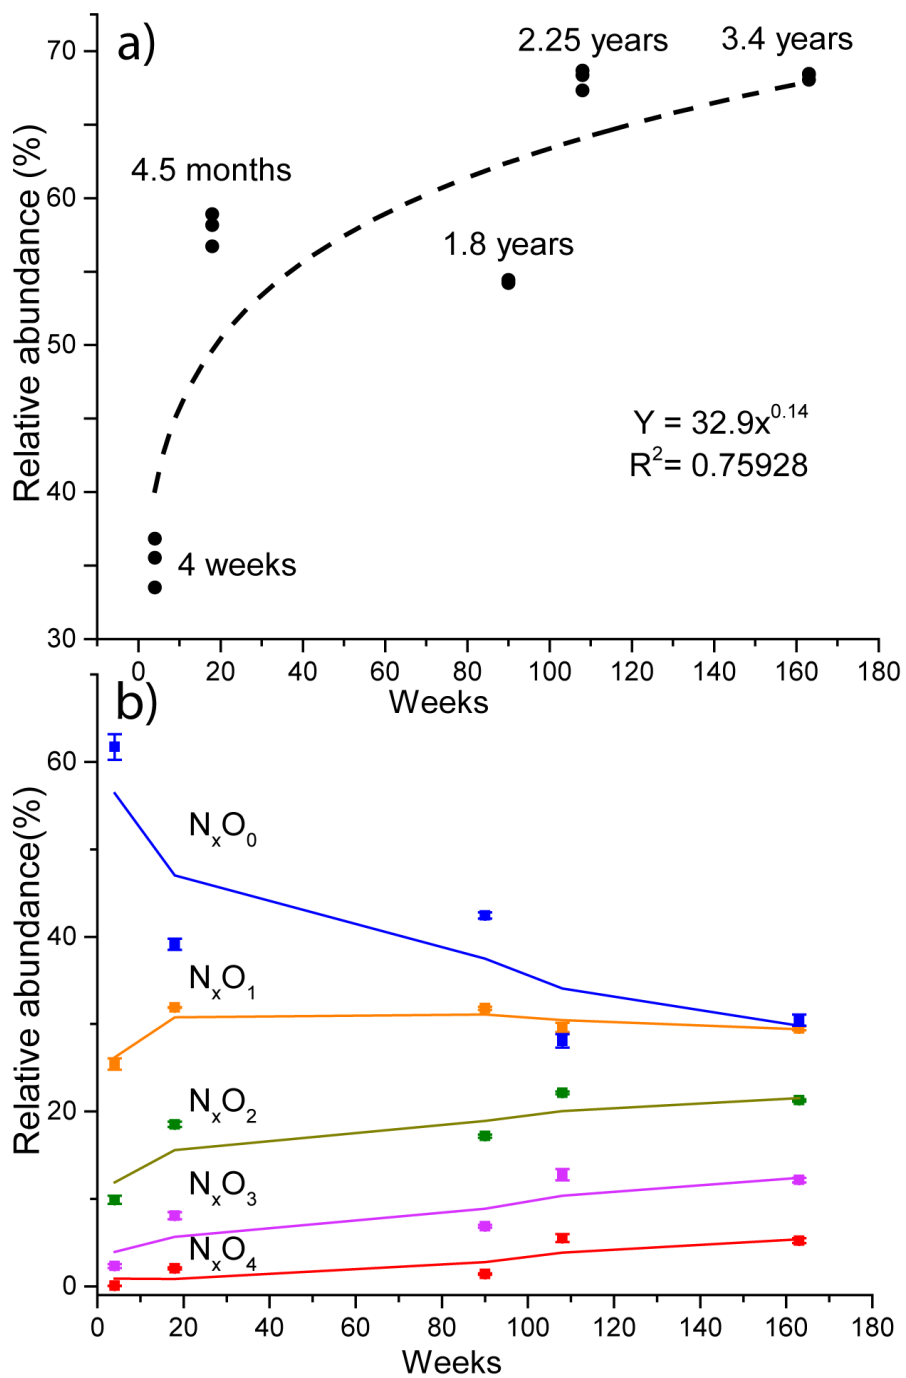 a)
2.25 years
3.4 years
4.5 months
1.8 years
4 weeks
Y = 32.9x^0.14
R^2= 0.75928
Relative abundance (%)
70
60
50
40
30
0 20 40 60 80 100 120 140 160 180
Weeks
b)
NxO0
NxO1
NxO2
NxO3
NxO4
Relative abundance(%)
60
40
20
0
0 20 40 60 80 100 120 140 160 180
Weeks